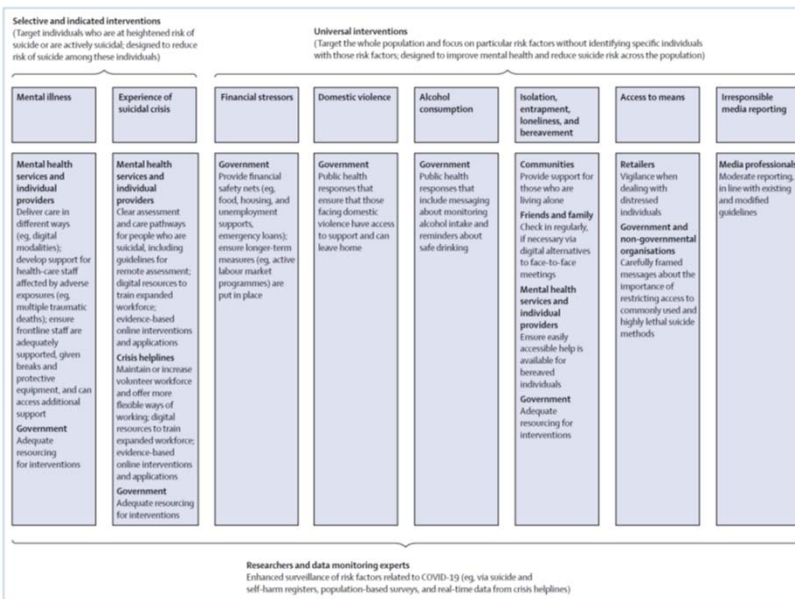 Selective and indicated interventions
(Target individuals who are at heightened risk of
suicide or are actively suicidal; designed to reduce
risk of suicide among these individuals)
Universal interventions
(Target the whole population and focus on particular risk factors without identifying specific individuals
with those risk factors; designed to improve mental health and reduce suicide risk across the population)
Mental illness
Experience of
suicidal crisis
Financial stressors
Domestic violence
Alcohol
consumption
Isolation,
entrapment,
loneliness, and
bereavement
Access to means
Irresponsible
media reporting
Mental health
services and
individual
providers
Deliver care in
different ways
(eg, digital
modalities);
develop support for
health-care staff
affected by adverse
exposures (eg,
multiple traumatic
deaths); ensure
frontline staff are
adequately
supported, given
breaks and
protective
equipment, and can
access additional
support
Government
Adequate
resourcing
for interventions
Mental health
services and
individual
providers
Clear assessment
and care pathways
for people who are
suicidal, including
guidelines for
remote assessment;
digital resources to
train expanded
workforce;
evidence-based
online interventions
and applications
Crisis helplines
Maintain or increase
volunteer workforce
and offer more
flexible ways of
working; digital
resources to train
expanded workforce;
evidence-based
online interventions
and applications
Government
Adequate resourcing
for interventions
Government
Provide financial
safety nets (eg,
food, housing, and
unemployment
supports,
emergency loans);
ensure longer-term
measures (eg, active
labour market
programmes) are
put in place
Government
Public health
responses that
ensure that those
facing domestic
violence have access
to support and can
leave home
Government
Public health
responses that
include messaging
about monitoring
alcohol intake and
reminders about
safe drinking
Communities
Provide support for
those who are
living alone
Friends and family
Check in regularly,
if necessary via
digital alternatives
to face-to-face
meetings
Mental health
services and
individual
providers
Ensure easily
accessible help is
available for
bereaved
individuals
Government
Adequate
resourcing for
interventions
Retailers
Vigilance when
dealing with
distressed
individuals
Government and
non-governmental
organisations
Carefully framed
messages about the
importance of
restricting access to
commonly used and
highly lethal suicide
methods
Media professionals
Moderate reporting,
in line with existing
and modified
guidelines
Researchers and data monitoring experts
Enhanced surveillance of risk factors related to COVID-19 (eg, via suicide and
self-harm registers, population-based surveys, and real-time data from crisis helplines)